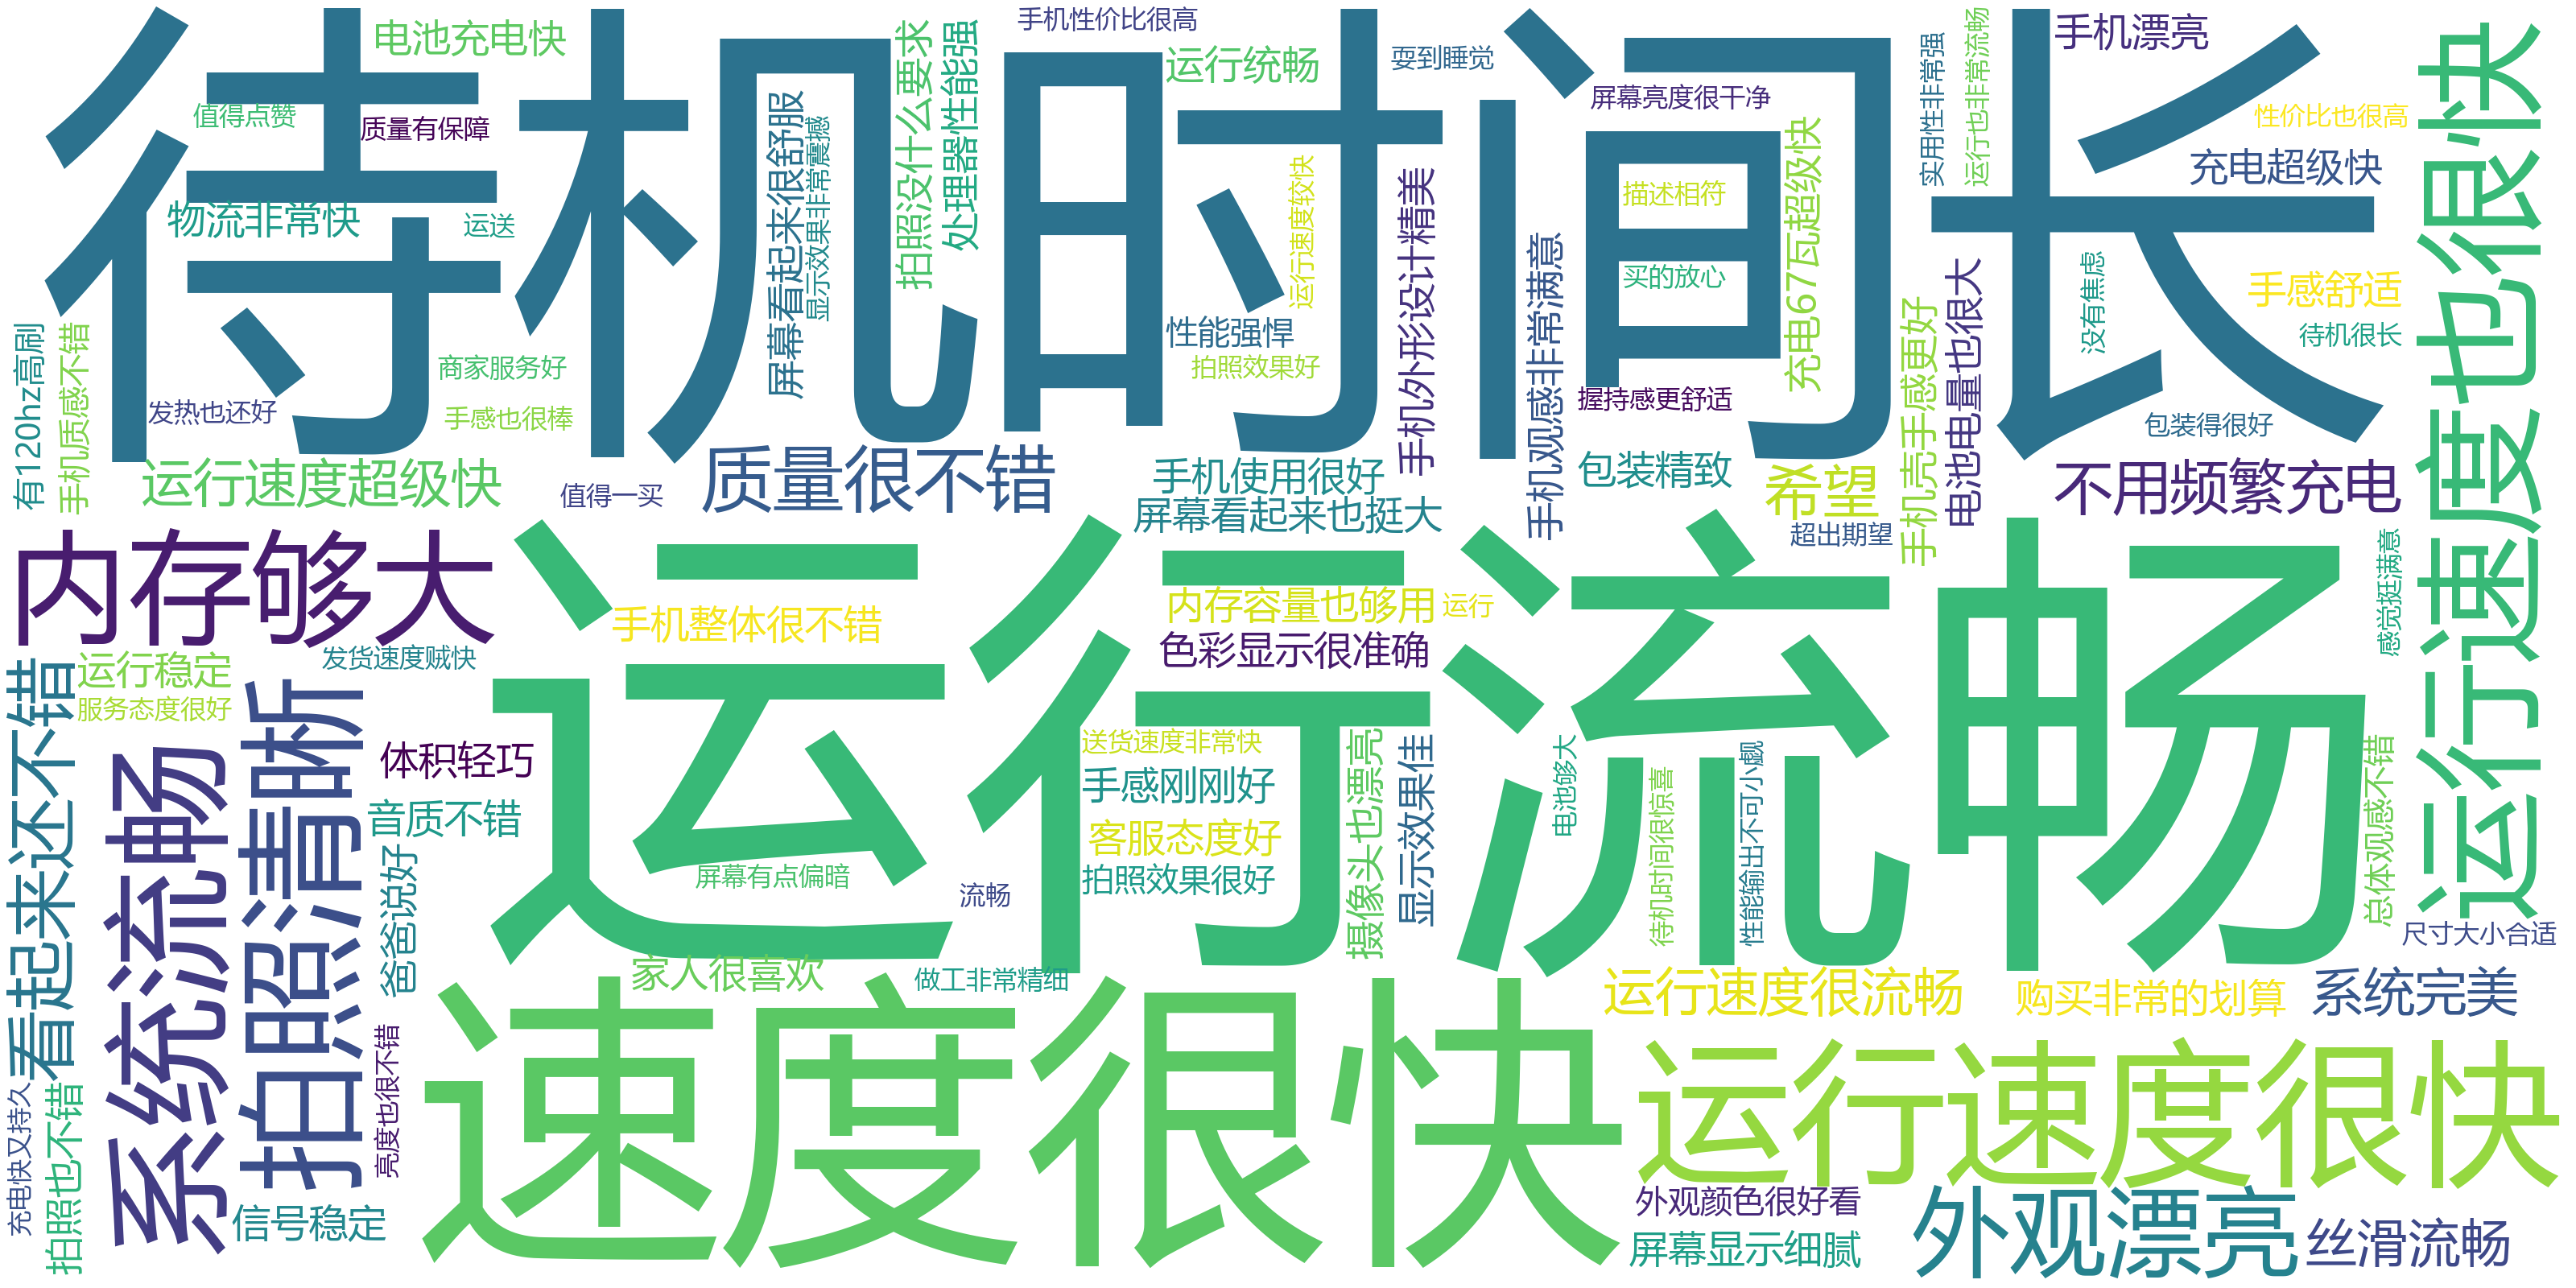 待机时间长
电池充电快
手机性价比很高
运行统畅
耍到睡觉
手机漂亮
值得点赞
质量有保障
屏幕亮度很干净
性价比也很高
物流非常快
运送
屏幕看起来很舒服
显示效果非常震撼
拍照没什么要求
处理器性能强
运行速度较快
手机外形设计精美
手机观感非常满意
描述相符
买的放心
充电67瓦超级快
实用性非常强
运行也非常流畅
充电超级快
手感舒适
待机很长
没有焦虑
运行速度也很快
有120hz高刷
手机质感不错
商家服务好
发热也还好
手感也很棒
性能强悍
拍照效果好
握持感更舒适
手机壳手感更好
电池电量也很大
包装得很好
运行速度超级快
值得一买
质量很不错
手机使用很好
屏幕看起来也挺大
包装精致
希望
超出期望
不用频繁充电
内存够大
运行流畅
手机整体很不错
内存容量也够用
运行
色彩显示很准确
感觉挺满意
发货速度贼快
运行稳定
服务态度很好
看起来还不错
系统流畅
拍照清晰
体积轻巧
音质不错
爸爸说好
送货速度非常快
手感刚刚好
客服态度好
拍照效果很好
摄像头也漂亮
显示效果佳
电池够大
待机时间很惊喜
性能输出不可小觑
总体观感不错
屏幕有点偏暗
流畅
尺寸大小合适
家人很喜欢
做工非常精细
运行速度很流畅
购买非常的划算
系统完美
速度很快
运行速度很快
亮度也很不错
充电快又持久
拍照也不错
信号稳定
外观颜色很好看
屏幕显示细腻
外观漂亮
丝滑流畅